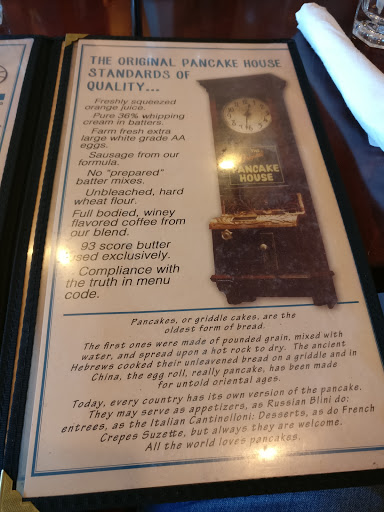 THE ORIGINAL PANCAKE HOUSE
STANDARDS OF
QUALITY...
Freshly squeezed
orange juice.
Pure 36% whipping
cream in batters.
Farm fresh extra
large white grade AA
eggs.
Sausage from our
formula.
No "prepared"
batter mixes.
Unbleached, hard
wheat flour.
Full bodied, winey
flavored coffee from
our blend.
93 score butter
used exclusively.
Compliance with
the truth in menu
code.
PANCAKE
HOUSE
Pancakes, or griddle cakes, are the
oldest form of bread.
The first ones were made of pounded grain, mixed with
water, and spread upon a hot rock to dry. The ancient
Hebrews cooked their unleavened bread on a griddle and in
China, the egg roll, really pancake, has been made
for untold oriental ages.
Today, every country has its own version of the pancake.
They may serve as appetizers, as Russian Blini do:
entrees, as the Italian Cantinelloni: Desserts, as do French
Crepes Suzette, but always they are welcome.
All the world loves pancakes.